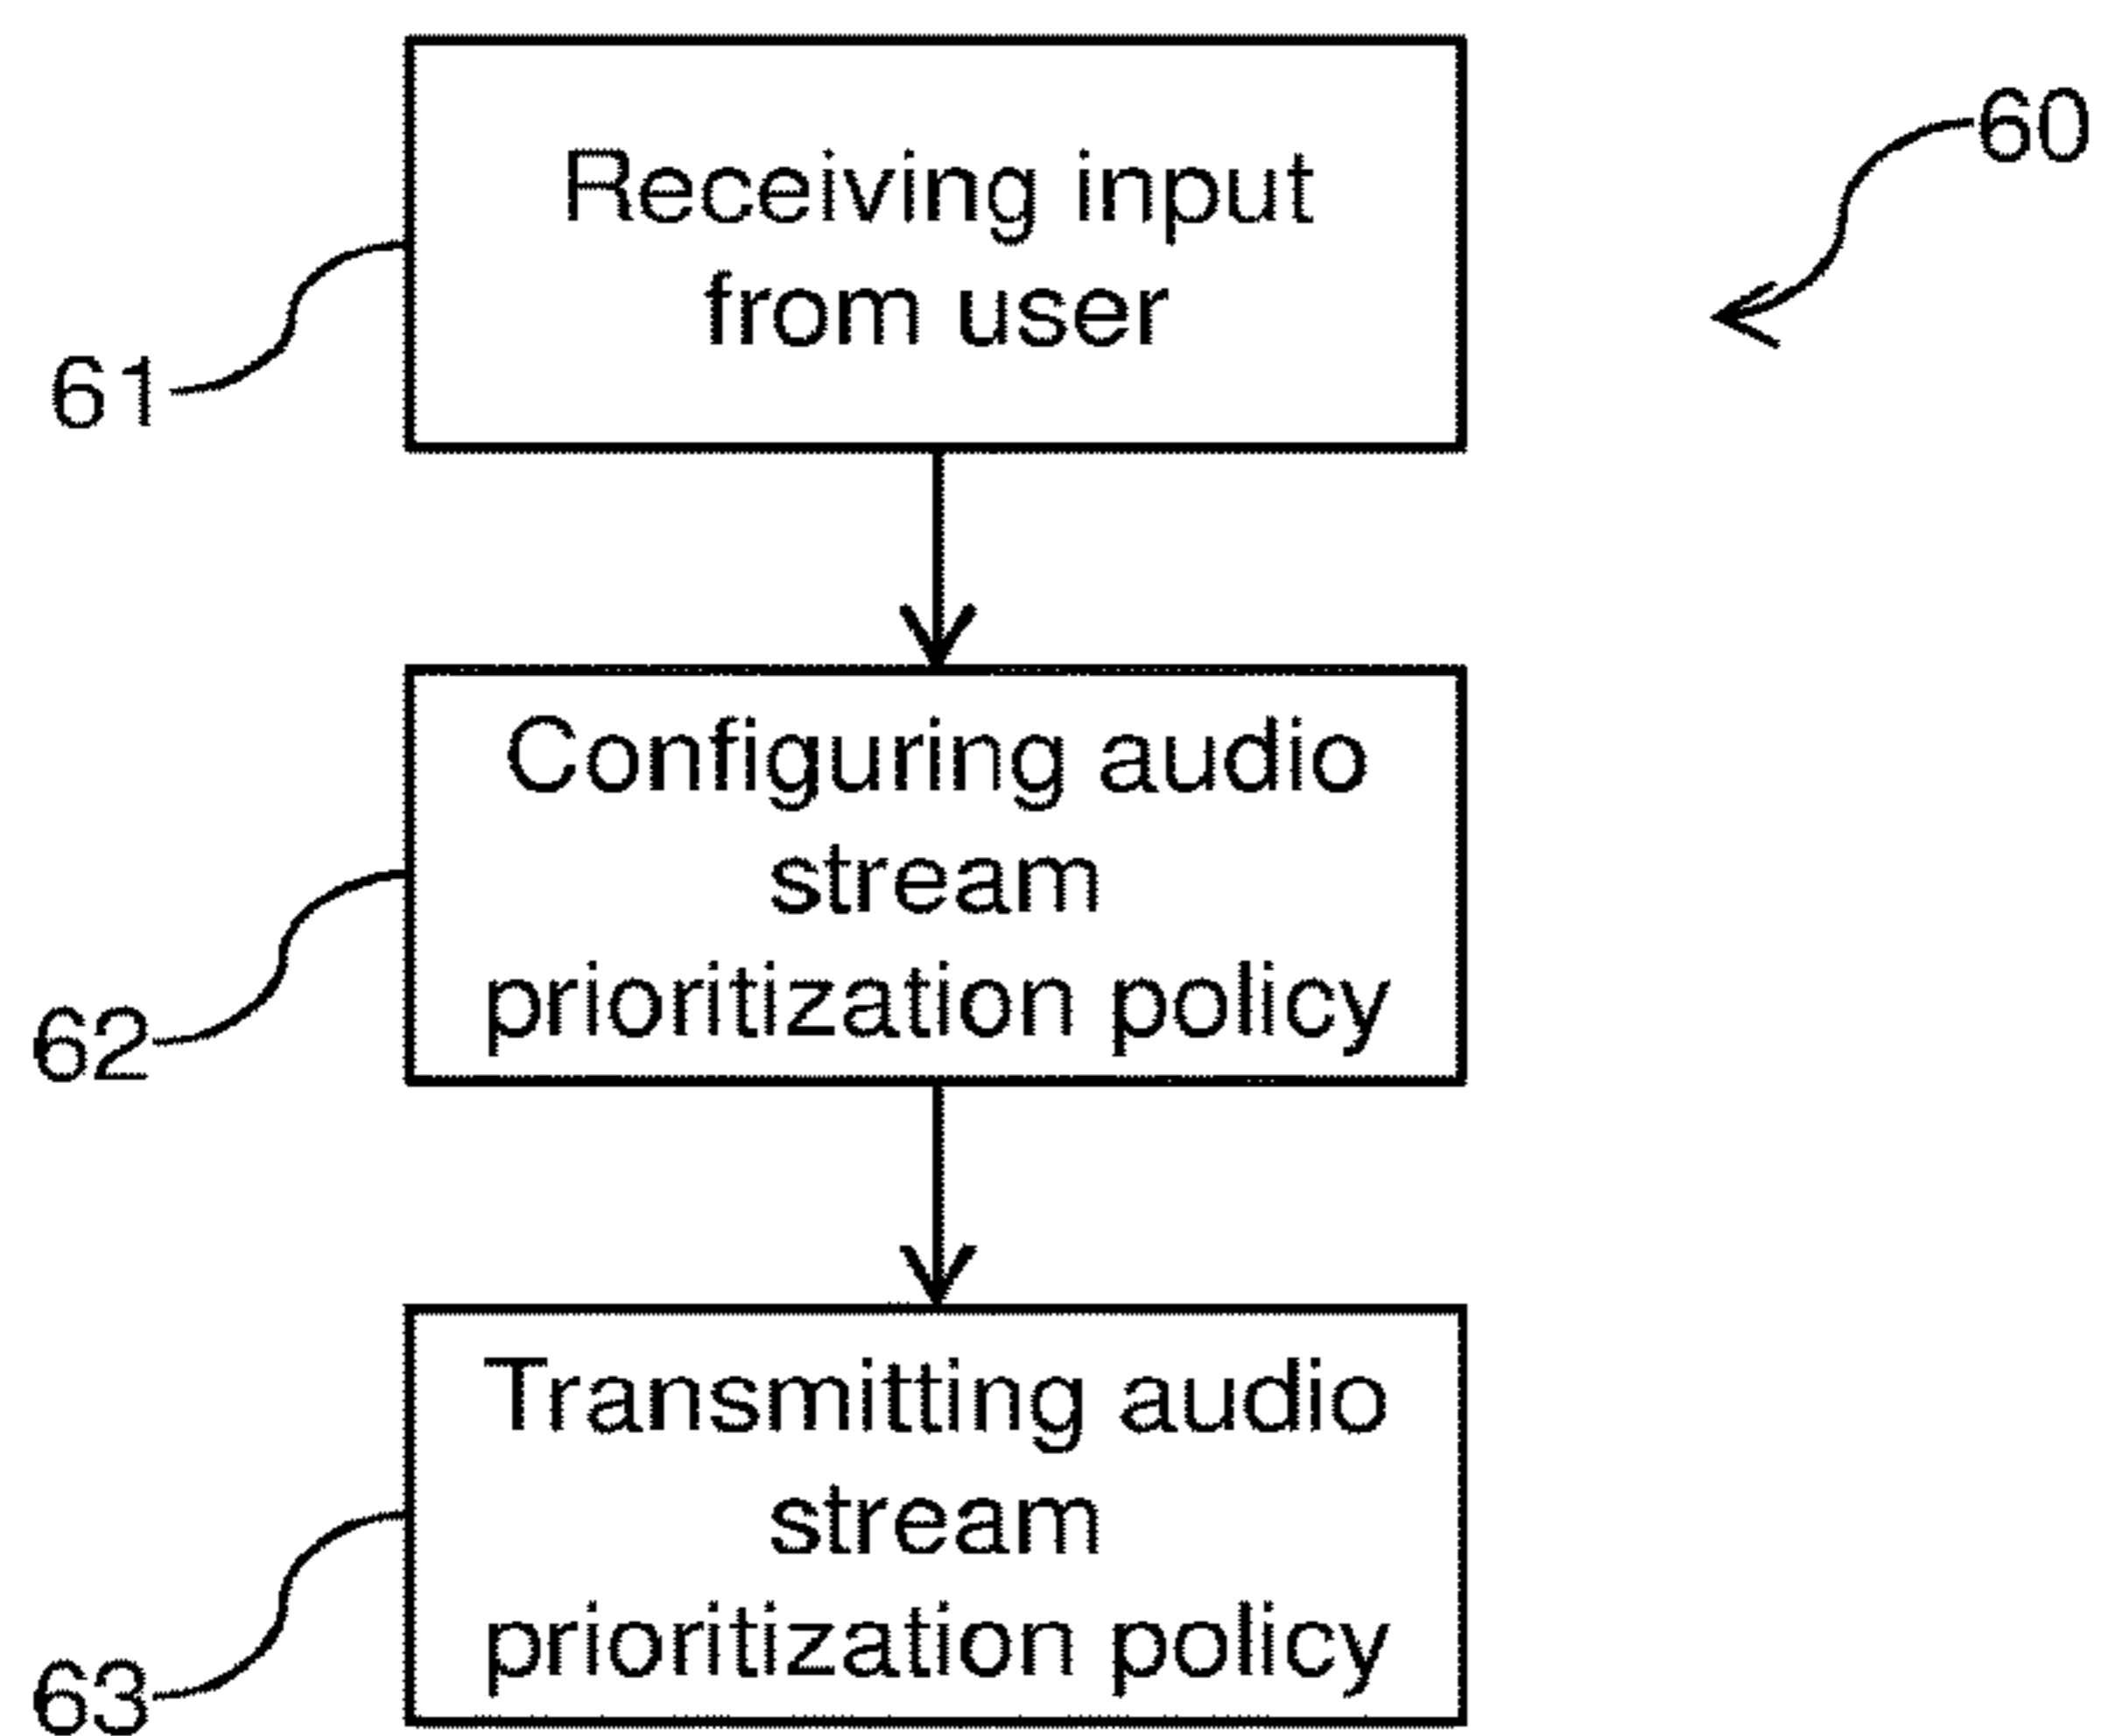 60
Receiving input
from user
61
Configuring audio
stream
prioritization policy
62
Transmitting audio
stream
prioritization policy
63